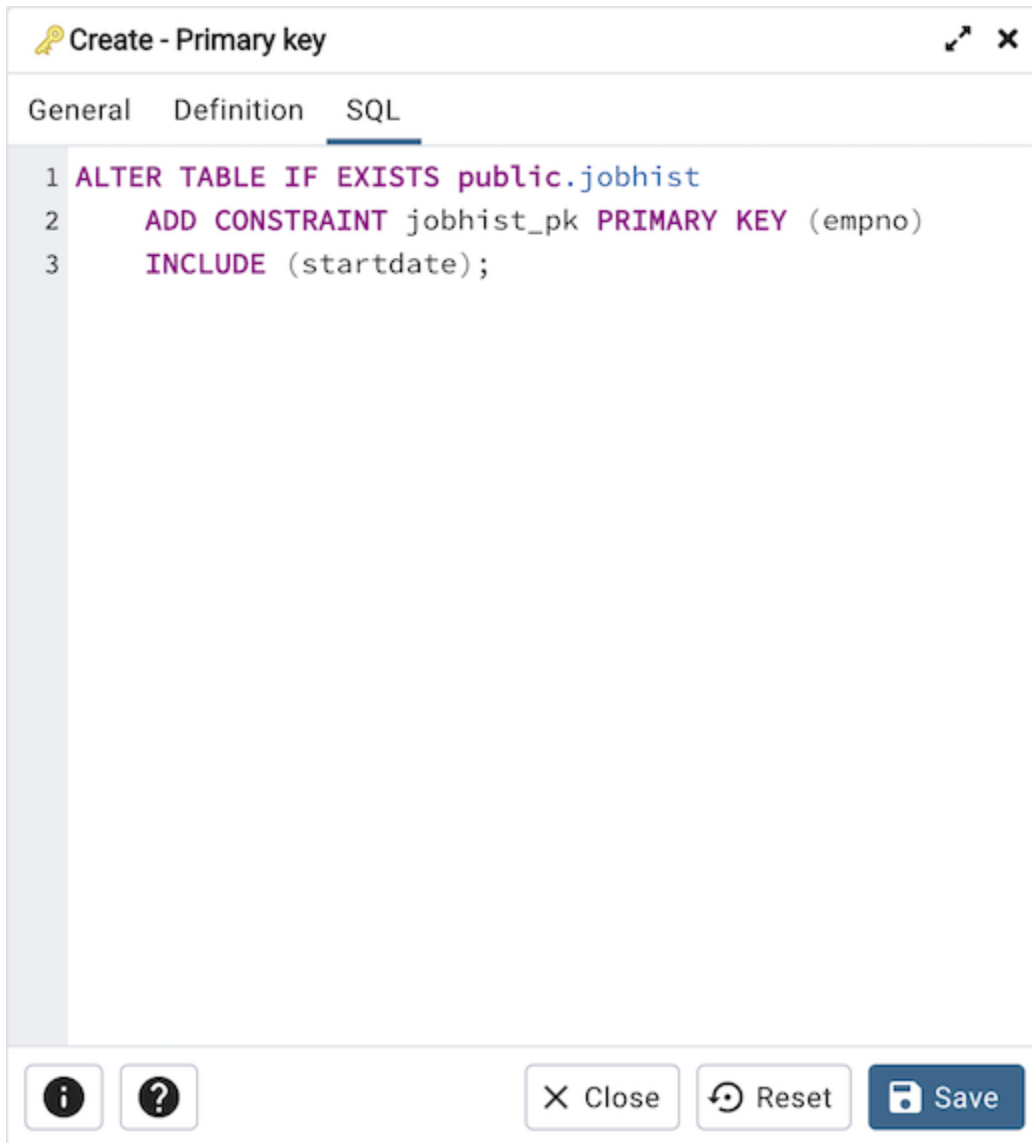 Create - Primary key
General Definition SQL
1 ALTER TABLE IF EXISTS public.jobhist
2     ADD CONSTRAINT jobhist_pk PRIMARY KEY (empno)
3     INCLUDE (startdate);
Close Reset Save